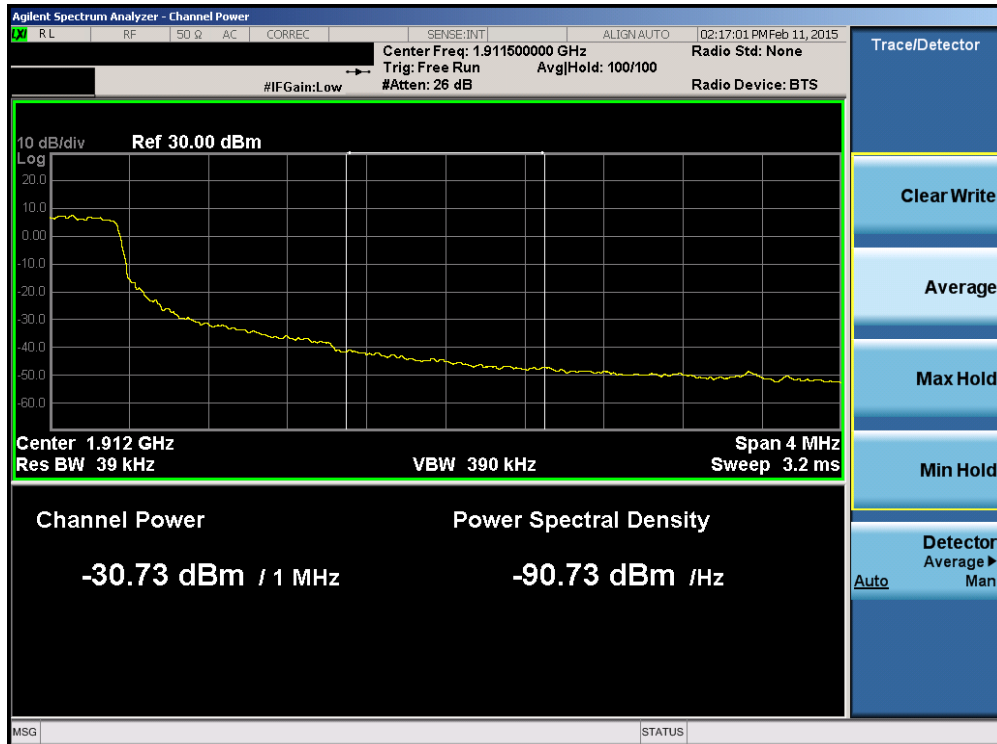 Agilent Spectrum Analyzer - Channel Power
LXI RL RF 50 Ω AC CORREC SENSE:INT ALIGN AUTO 02:17:01 PM Feb 11, 2015
Center Freq: 1.911500000 GHz Radio Std: None
Trig: Free Run Avg|Hold: 100/100
#IFGain:Low #Atten: 26 dB Radio Device: BTS
10 dB/div Ref 30.00 dBm
Log
20.0
10.0
0.00
-10.0
-20.0
-30.0
-40.0
-50.0
-60.0
Center 1.912 GHz Span 4 MHz
Res BW 39 kHz VBW 390 kHz Sweep 3.2 ms
Channel Power Power Spectral Density
-30.73 dBm / 1 MHz -90.73 dBm /Hz
MSG STATUS
Trace/Detector
Clear Write
Average
Max Hold
Min Hold
Detector
Average
Auto Man